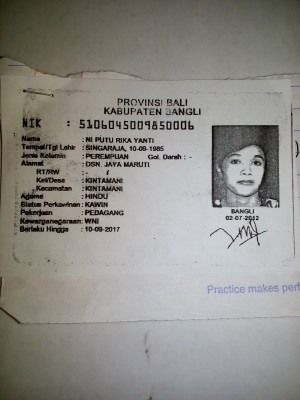 PROVINSI BALI
KABUPATEN BANGLI
NIK : 5106045009850006
Nama : NI PUTU RIKA YANTI
Tempat/Tgl Lahir : SINGARAJA, 10-09-1985
Jenis Kelamin : PEREMPUAN Gol. Darah : -
Alamat : DSN. JAYA MARUTI
RT/RW : - /
Kel/Desa : KINTAMANI
Kecamatan : KINTAMANI
Agama : HINDU
Status Perkawinan : KAWIN
Pekerjaan : PEDAGANG
Kewarganegaraan : WNI
Berlaku Hingga : 10-09-2017
BANGLI
02-07-2012
Practice makes perf